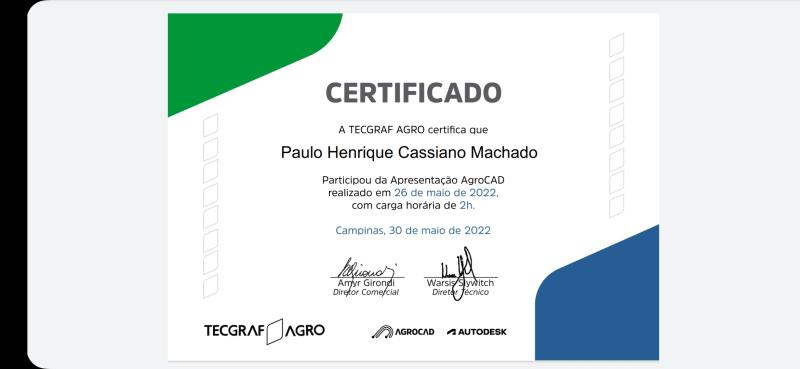 CERTIFICADO
A TECGRAF AGRO certifica que
Paulo Henrique Cassiano Machado
Participou da Apresentação AgroCAD
realizado em 26 de maio de 2022,
com carga horária de 2h.
Campinas, 30 de maio de 2022
Amyr Girondi
Diretor Comercial
Warsis Slywitch
Diretor Técnico
TECGRAF AGRO
AGROCAD
AUTODESK